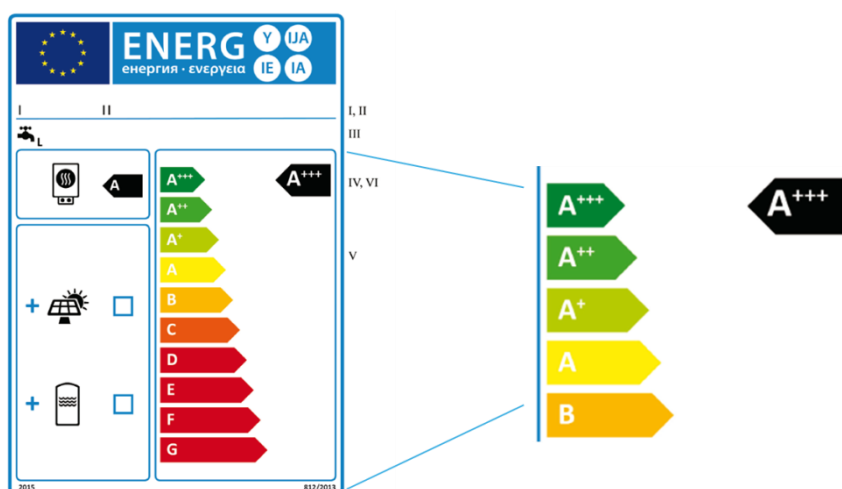 ENERG Y IJA
енергия · ενεργεια IE IA
I II I, II
L III
A A+++ A+++ IV, VI
A++
A+
A V
B
C
D
E
F
G
2015 812/2013
A+++ A+++
A++
A+
A
B